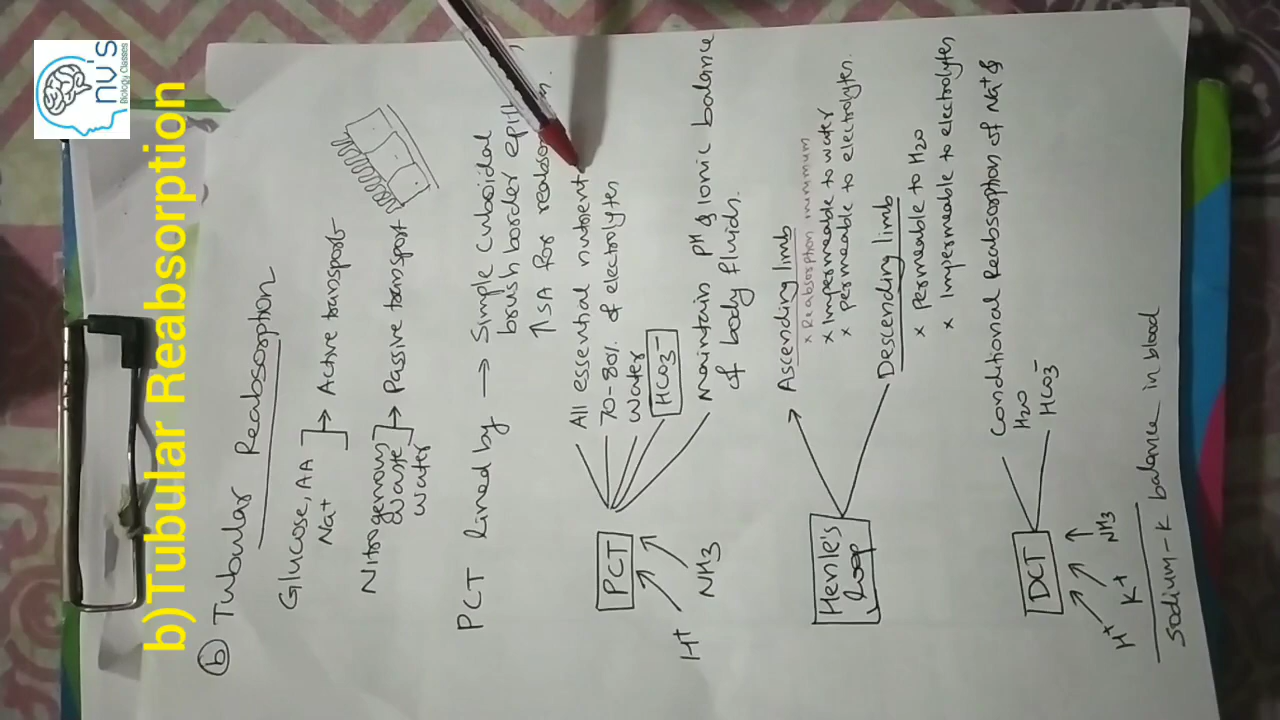 NV'S
Biology Classes
b)Tubular Reabsorption
b Tubular Reabsorption
Glucose, AA
Na+
→ Active transport
Nitrogenous
waste
water
→ Passive transport
PCT lined by → Simple cuboidal
brush border
↑SA for
PCT
All essential nutrient
70-80% of electrolytes
water
HCO3-
maintain PH & ionic balance
of body fluids.
H+ NH3
Henle's
loop
Ascending limb
x Reabsorption minimum
x Impermeable to water
x permeable to electrolytes.
Descending limb
x permeable to H2O
x Impermeable to electrolytes
DCT
Conditional Reabsorption of Na+ &
H2O
HCO3-
H+ K+ NH3
Sodium-K balance in blood